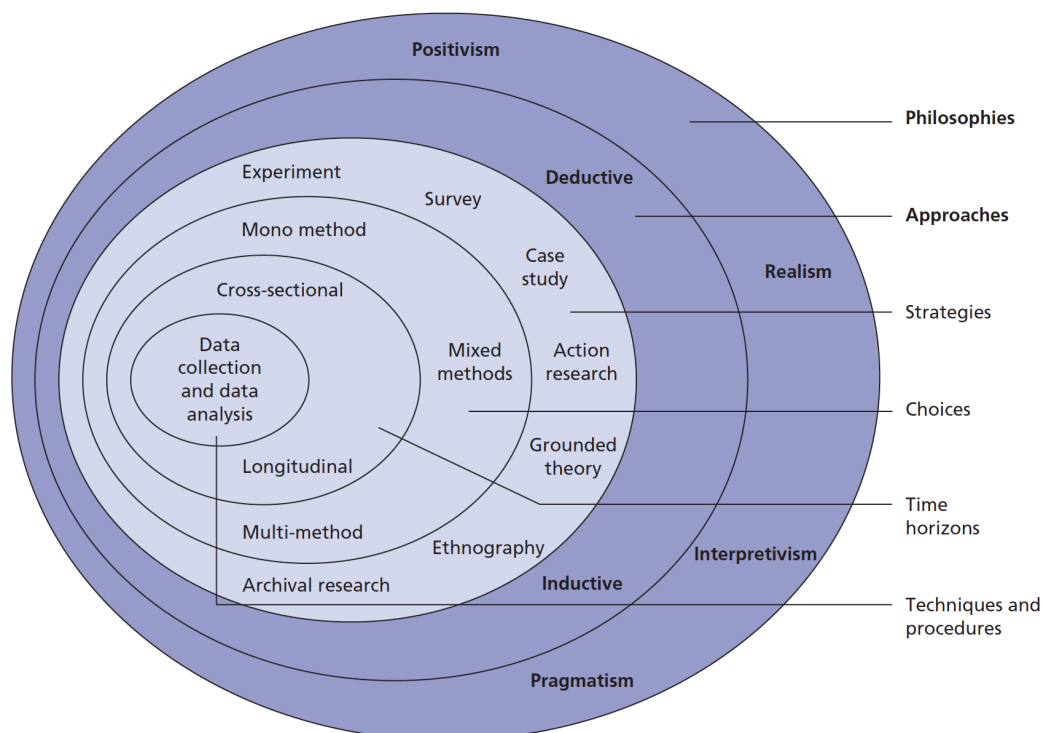 Positivism
Philosophies
Experiment
Deductive
Survey
Approaches
Mono method
Case
study
Realism
Cross-sectional
Strategies
Data
collection
and data
analysis
Mixed
methods
Action
research
Choices
Grounded
theory
Longitudinal
Time
horizons
Multi-method
Ethnography
Interpretivism
Archival research
Inductive
Techniques and
procedures
Pragmatism